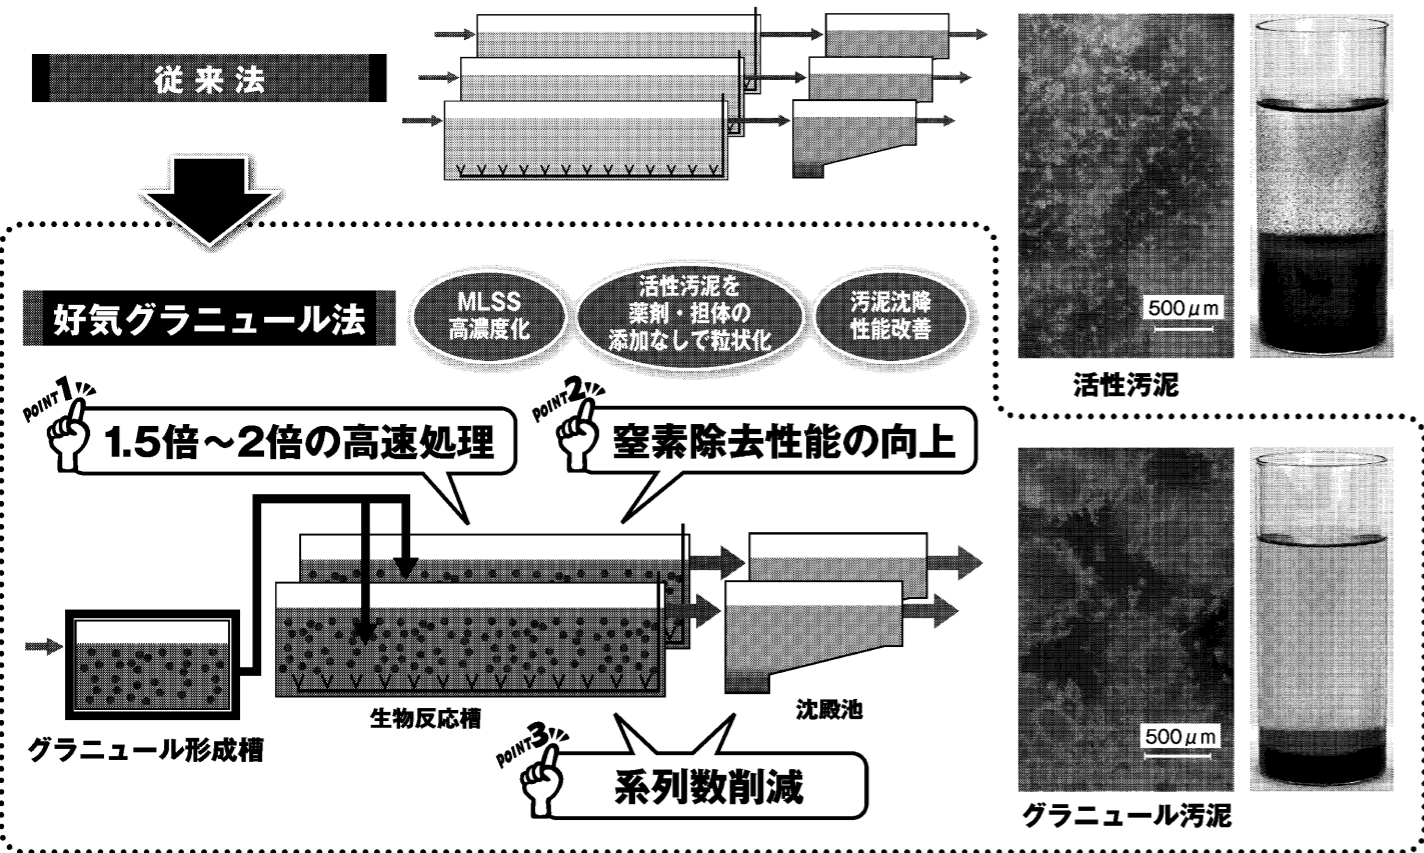 従来法
500μm
活性汚泥
好気グラニュール法
MLSS
高濃度化
活性汚泥を
薬剤・担体の
添加なしで粒状化
汚泥沈降
性能改善
POINT1
1.5倍～2倍の高速処理
POINT2
窒素除去性能の向上
グラニュール形成槽
生物反応槽
沈殿池
POINT3
系列数削減
500μm
グラニュール汚泥